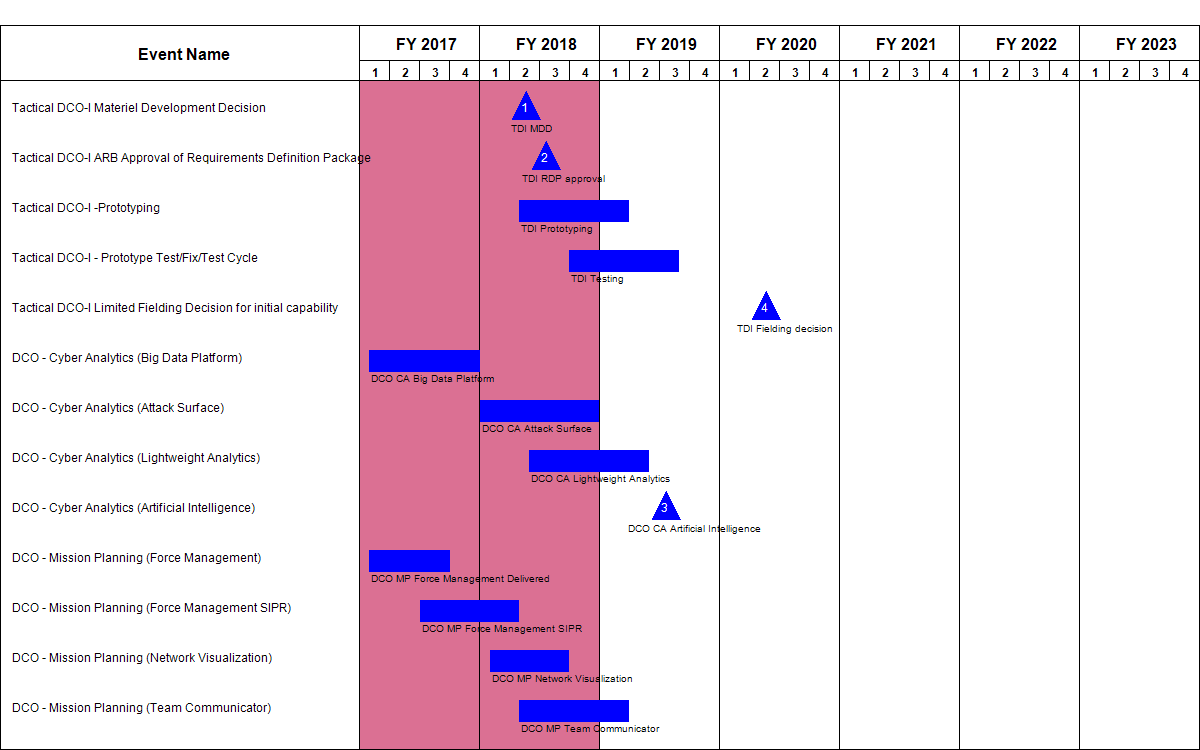 Event Name FY 2017 FY 2018 FY 2019 FY 2020 FY 2021 FY 2022 FY 2023
1 2 3 4 1 2 3 4 1 2 3 4 1 2 3 4 1 2 3 4 1 2 3 4 1 2 3 4
Tactical DCO-I Materiel Development Decision 1
TDI MDD
Tactical DCO-I ARB Approval of Requirements Definition Package 2
TDI RDP approval
Tactical DCO-I -Prototyping
TDI Prototyping
Tactical DCO-I - Prototype Test/Fix/Test Cycle
TDI Testing
Tactical DCO-I Limited Fielding Decision for initial capability 4
TDI Fielding decision
DCO - Cyber Analytics (Big Data Platform)
DCO CA Big Data Platform
DCO - Cyber Analytics (Attack Surface)
DCO CA Attack Surface
DCO - Cyber Analytics (Lightweight Analytics)
DCO CA Lightweight Analytics
DCO - Cyber Analytics (Artificial Intelligence) 3
DCO CA Artificial Intelligence
DCO - Mission Planning (Force Management)
DCO MP Force Management Delivered
DCO - Mission Planning (Force Management SIPR)
DCO MP Force Management SIPR
DCO - Mission Planning (Network Visualization)
DCO MP Network Visualization
DCO - Mission Planning (Team Communicator)
DCO MP Team Communicator